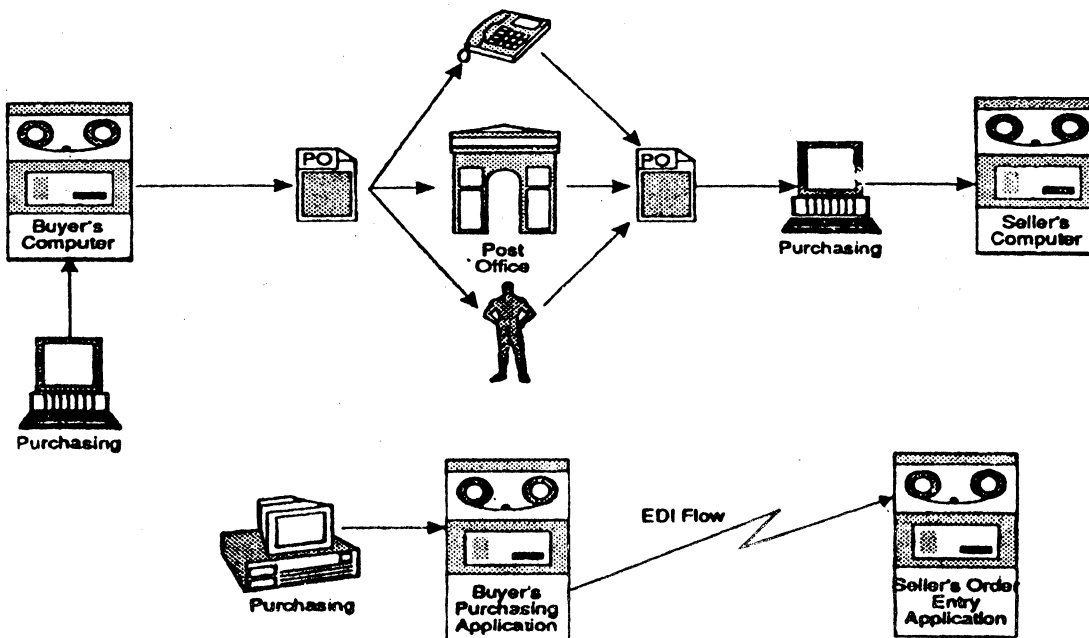 PO
PO
Buyer's
Computer
Post
Office
Purchasing
Seller's
Computer
Purchasing
EDI Flow
Purchasing
Buyer's
Purchasing
Application
Seller's Order
Entry
Application